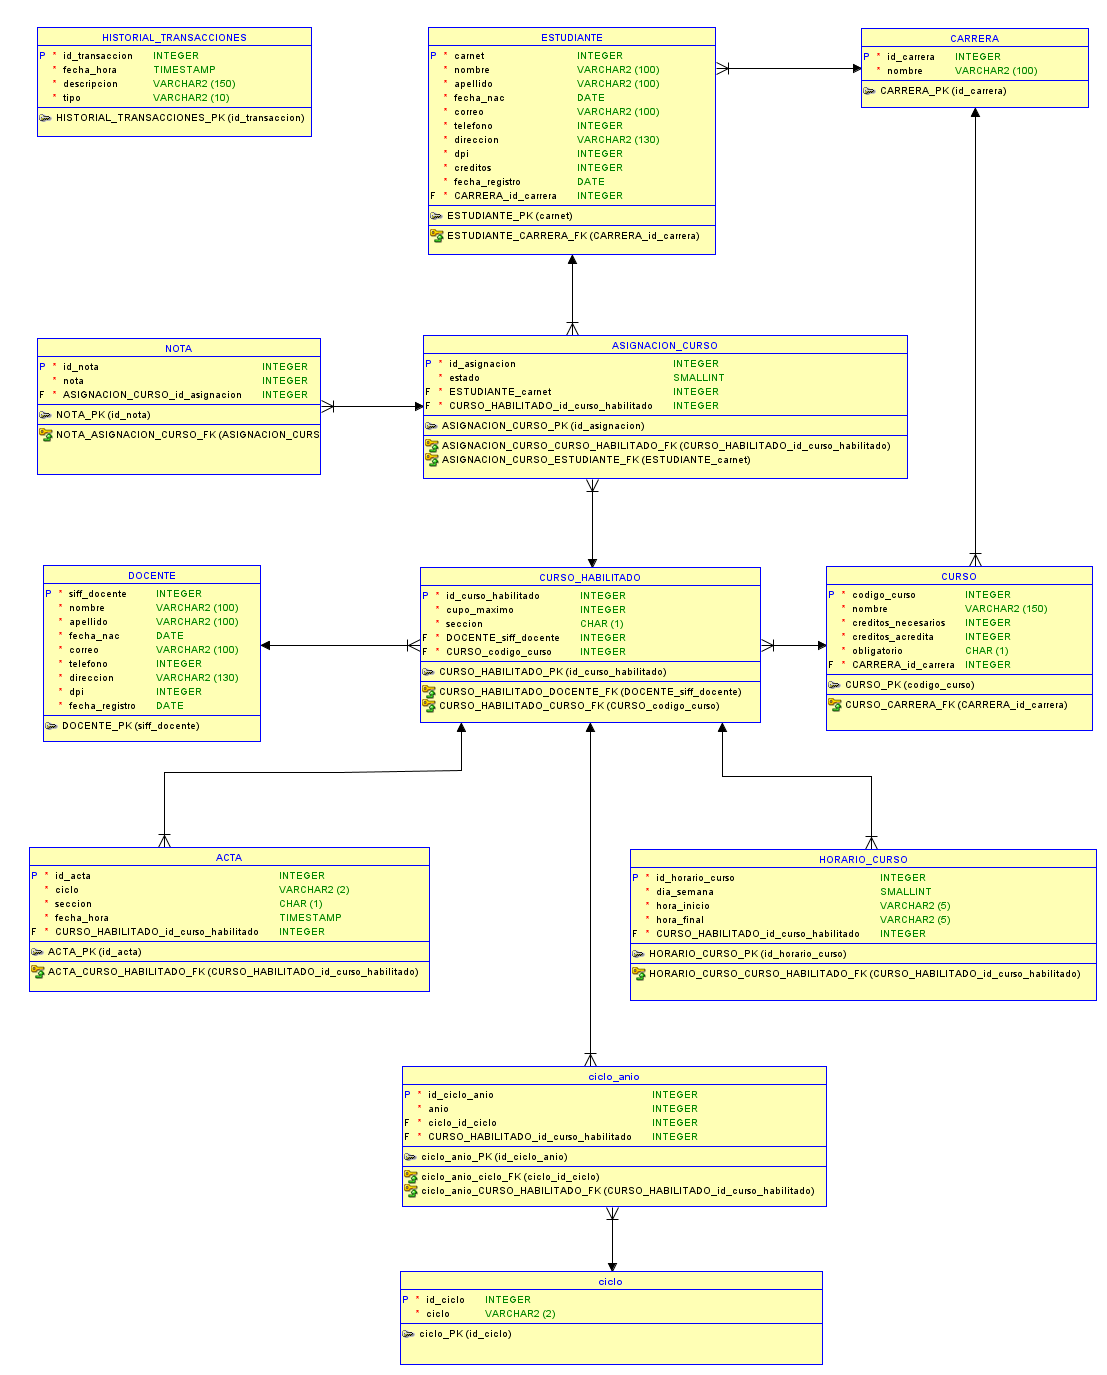 HISTORIAL_TRANSACCIONES
P * id_transaccion INTEGER
* fecha_hora TIMESTAMP
* descripcion VARCHAR2 (150)
* tipo VARCHAR2 (10)
HISTORIAL_TRANSACCIONES_PK (id_transaccion)
ESTUDIANTE
P * carnet INTEGER
* nombre VARCHAR2 (100)
* apellido VARCHAR2 (100)
* fecha_nac DATE
* correo VARCHAR2 (100)
* telefono INTEGER
* direccion VARCHAR2 (130)
* dpi INTEGER
* creditos INTEGER
* fecha_registro DATE
F * CARRERA_id_carrera INTEGER
ESTUDIANTE_PK (carnet)
ESTUDIANTE_CARRERA_FK (CARRERA_id_carrera)
CARRERA
P * id_carrera INTEGER
* nombre VARCHAR2 (100)
CARRERA_PK (id_carrera)
NOTA
P * id_nota INTEGER
* nota INTEGER
F * ASIGNACION_CURSO_id_asignacion INTEGER
NOTA_PK (id_nota)
NOTA_ASIGNACION_CURSO_FK (ASIGNACION_CURS
ASIGNACION_CURSO
P * id_asignacion INTEGER
* estado SMALLINT
F * ESTUDIANTE_carnet INTEGER
F * CURSO_HABILITADO_id_curso_habilitado INTEGER
ASIGNACION_CURSO_PK (id_asignacion)
ASIGNACION_CURSO_CURSO_HABILITADO_FK (CURSO_HABILITADO_id_curso_habilitado)
ASIGNACION_CURSO_ESTUDIANTE_FK (ESTUDIANTE_carnet)
DOCENTE
P * siff_docente INTEGER
* nombre VARCHAR2 (100)
* apellido VARCHAR2 (100)
* fecha_nac DATE
* correo VARCHAR2 (100)
* telefono INTEGER
* direccion VARCHAR2 (130)
* dpi INTEGER
* fecha_registro DATE
DOCENTE_PK (siff_docente)
CURSO_HABILITADO
P * id_curso_habilitado INTEGER
* cupo_maximo INTEGER
* seccion CHAR (1)
F * DOCENTE_siff_docente INTEGER
F * CURSO_codigo_curso INTEGER
CURSO_HABILITADO_PK (id_curso_habilitado)
CURSO_HABILITADO_DOCENTE_FK (DOCENTE_siff_docente)
CURSO_HABILITADO_CURSO_FK (CURSO_codigo_curso)
CURSO
P * codigo_curso INTEGER
* nombre VARCHAR2 (150)
* creditos_necesarios INTEGER
* creditos_acredita INTEGER
* obligatorio CHAR (1)
F * CARRERA_id_carrera INTEGER
CURSO_PK (codigo_curso)
CURSO_CARRERA_FK (CARRERA_id_carrera)
ACTA
P * id_acta INTEGER
* ciclo VARCHAR2 (2)
* seccion CHAR (1)
* fecha_hora TIMESTAMP
F * CURSO_HABILITADO_id_curso_habilitado INTEGER
ACTA_PK (id_acta)
ACTA_CURSO_HABILITADO_FK (CURSO_HABILITADO_id_curso_habilitado)
HORARIO_CURSO
P * id_horario_curso INTEGER
* dia_semana SMALLINT
* hora_inicio VARCHAR2 (5)
* hora_final VARCHAR2 (5)
F * CURSO_HABILITADO_id_curso_habilitado INTEGER
HORARIO_CURSO_PK (id_horario_curso)
HORARIO_CURSO_CURSO_HABILITADO_FK (CURSO_HABILITADO_id_curso_habilitado)
ciclo_anio
P * id_ciclo_anio INTEGER
* anio INTEGER
F * ciclo_id_ciclo INTEGER
F * CURSO_HABILITADO_id_curso_habilitado INTEGER
ciclo_anio_PK (id_ciclo_anio)
ciclo_anio_ciclo_FK (ciclo_id_ciclo)
ciclo_anio_CURSO_HABILITADO_FK (CURSO_HABILITADO_id_curso_habilitado)
ciclo
P * id_ciclo INTEGER
* ciclo VARCHAR2 (2)
ciclo_PK (id_ciclo)